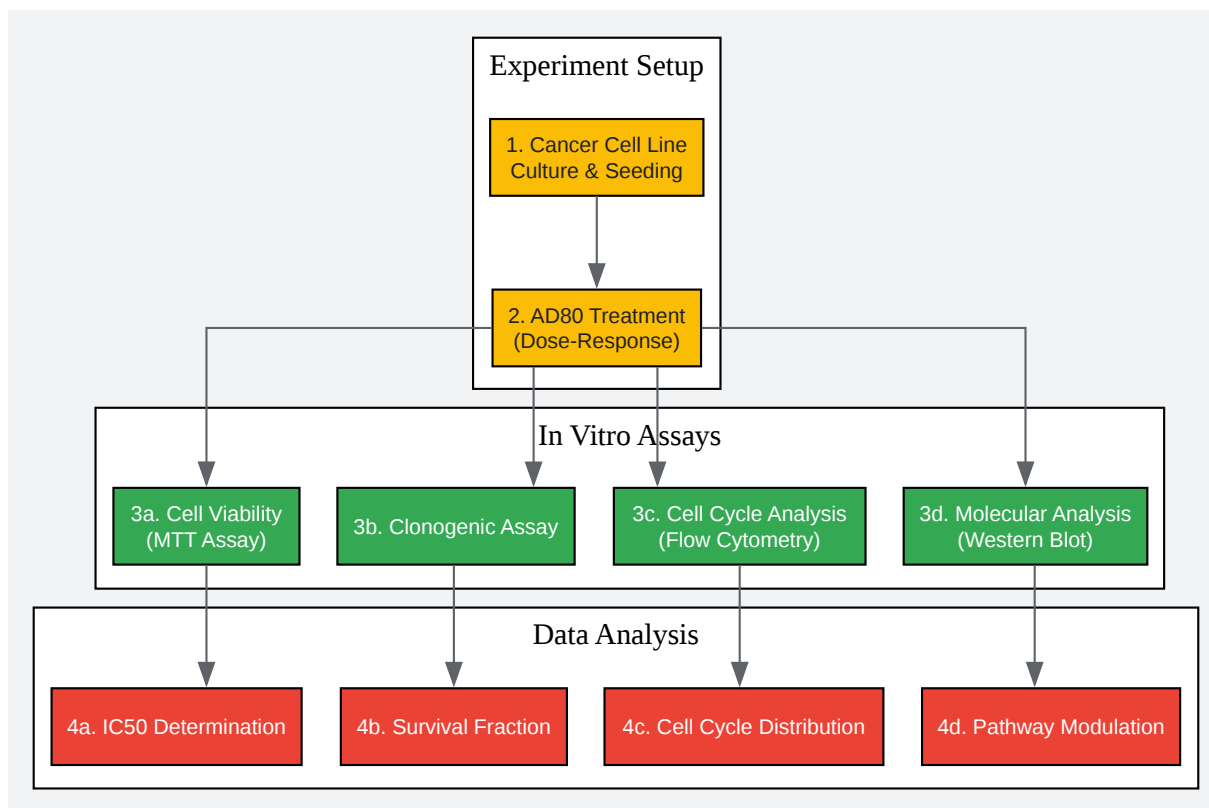 Experiment Setup
1. Cancer Cell Line
Culture & Seeding
2. AD80 Treatment
(Dose-Response)
In Vitro Assays
3a. Cell Viability
(MTT Assay)
3b. Clonogenic Assay
3c. Cell Cycle Analysis
(Flow Cytometry)
3d. Molecular Analysis
(Western Blot)
Data Analysis
4a. IC50 Determination
4b. Survival Fraction
4c. Cell Cycle Distribution
4d. Pathway Modulation